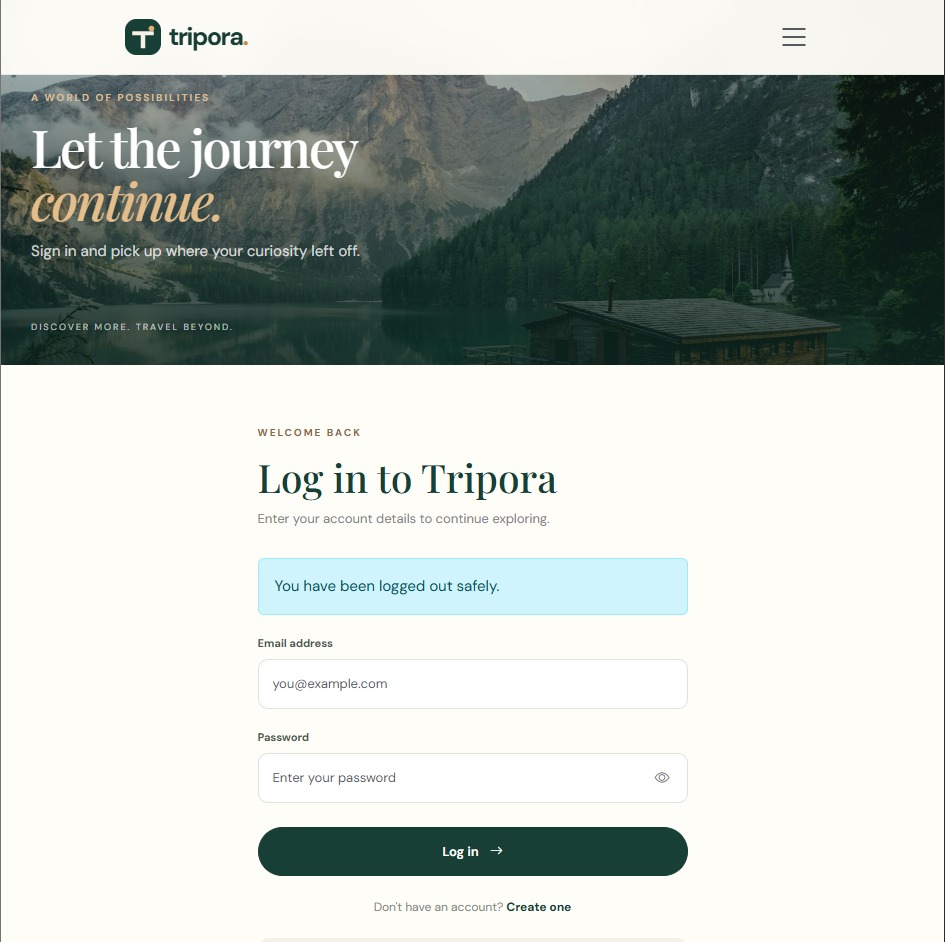 tripora.
A WORLD OF POSSIBILITIES
Let the journey
continue.
Sign in and pick up where your curiosity left off.
DISCOVER MORE. TRAVEL BEYOND.
WELCOME BACK
Log in to Tripora
Enter your account details to continue exploring.
You have been logged out safely.
Email address
you@example.com
Password
Enter your password
Log in →
Don't have an account? Create one